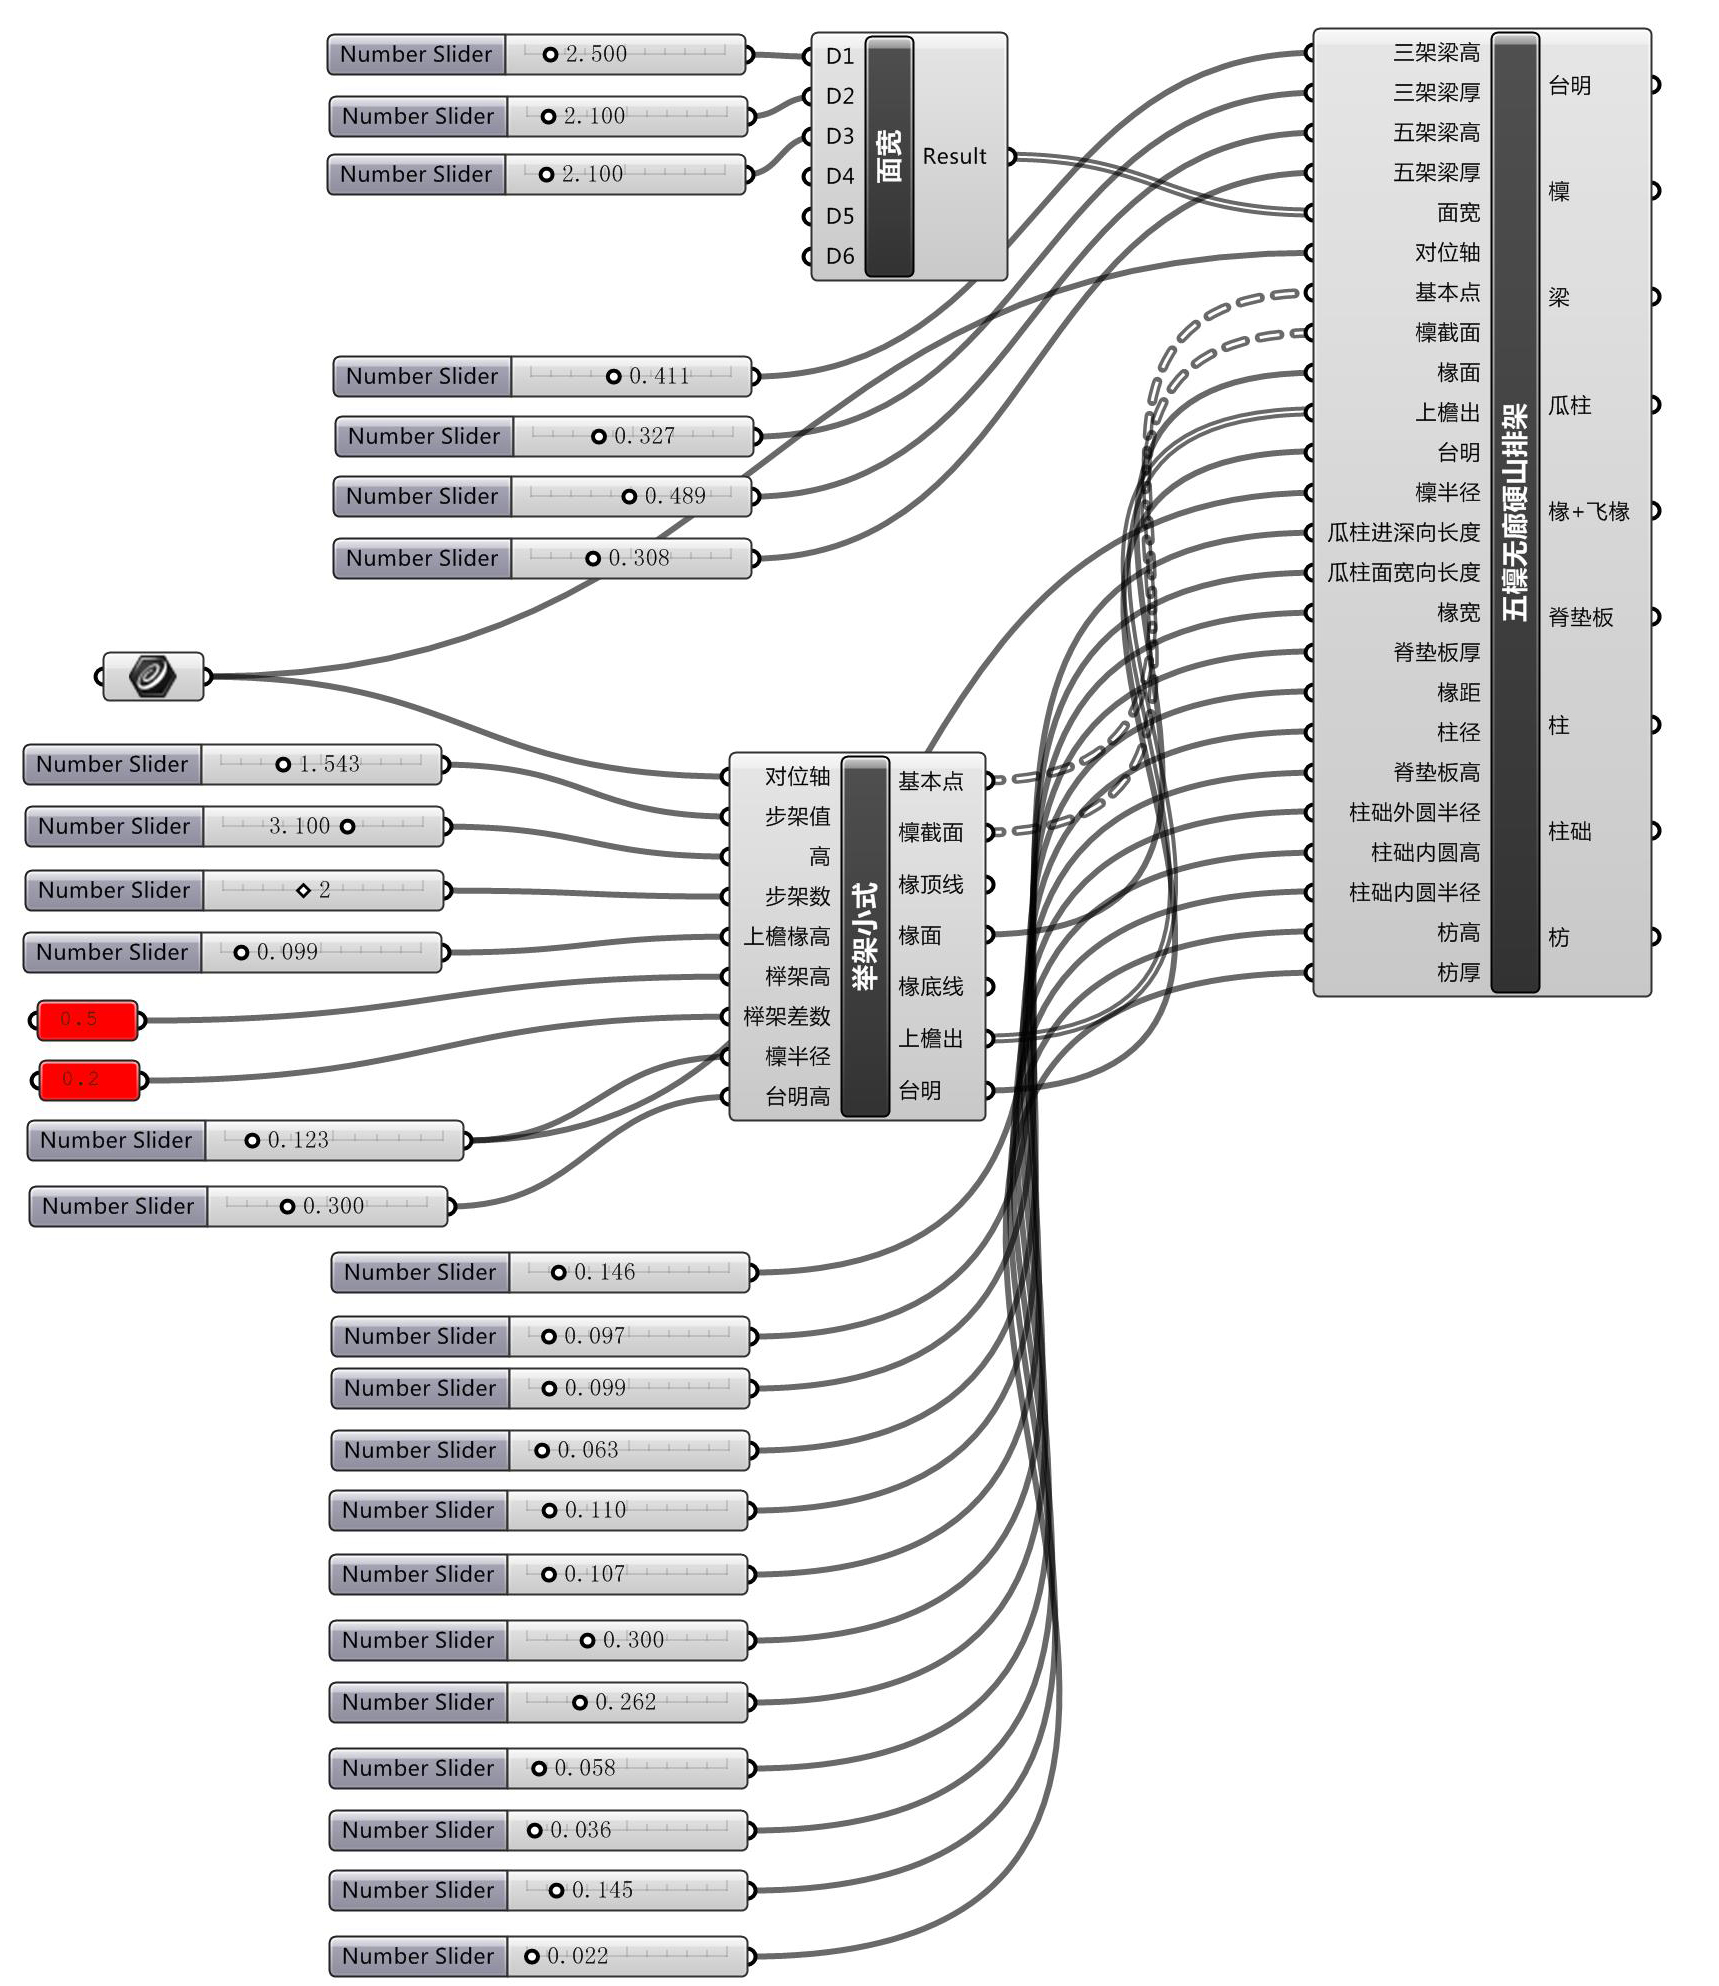 Number Slider 2.500
Number Slider 2.100
Number Slider 2.100
D1
D2
D3
D4
D5
D6
面宽
Result
Number Slider 0.411
Number Slider 0.327
Number Slider 0.489
Number Slider 0.308
Number Slider 1.543
Number Slider 3.100
Number Slider 2
Number Slider 0.099
0.5
0.2
Number Slider 0.123
Number Slider 0.300
对位轴
步架值
高
步架数
上檐椽高
榉架高
榉架差数
檩半径
台明高
举架小式
基本点
檩截面
椽顶线
椽面
椽底线
上檐出
台明
Number Slider 0.146
Number Slider 0.097
Number Slider 0.099
Number Slider 0.063
Number Slider 0.110
Number Slider 0.107
Number Slider 0.300
Number Slider 0.262
Number Slider 0.058
Number Slider 0.036
Number Slider 0.145
Number Slider 0.022
三架梁高
三架梁厚
五架梁高
五架梁厚
面宽
对位轴
基本点
檩截面
椽面
上檐出
台明
檩半径
瓜柱进深向长度
瓜柱面宽向长度
椽宽
脊垫板厚
椽距
柱径
脊垫板高
柱础外圆半径
柱础内圆高
柱础内圆半径
枋高
枋厚
五檩无廊硬山排架
台明
檩
梁
瓜柱
椽+飞椽
脊垫板
柱
柱础
枋